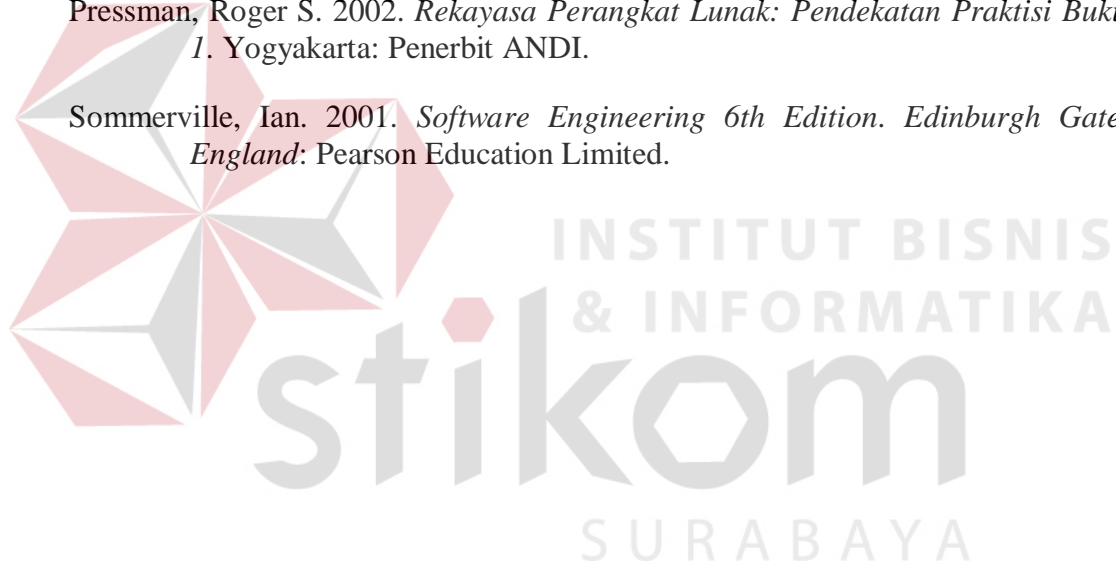 Pressman, Roger S. 2002. Rekayasa Perangkat Lunak: Pendekatan Praktisi Buku
1. Yogyakarta: Penerbit ANDI.
Sommerville, Ian. 2001. Software Engineering 6th Edition. Edinburgh Gate
England: Pearson Education Limited.
INSTITUT BISNIS
& INFORMATIKA
stikom
SURABAYA